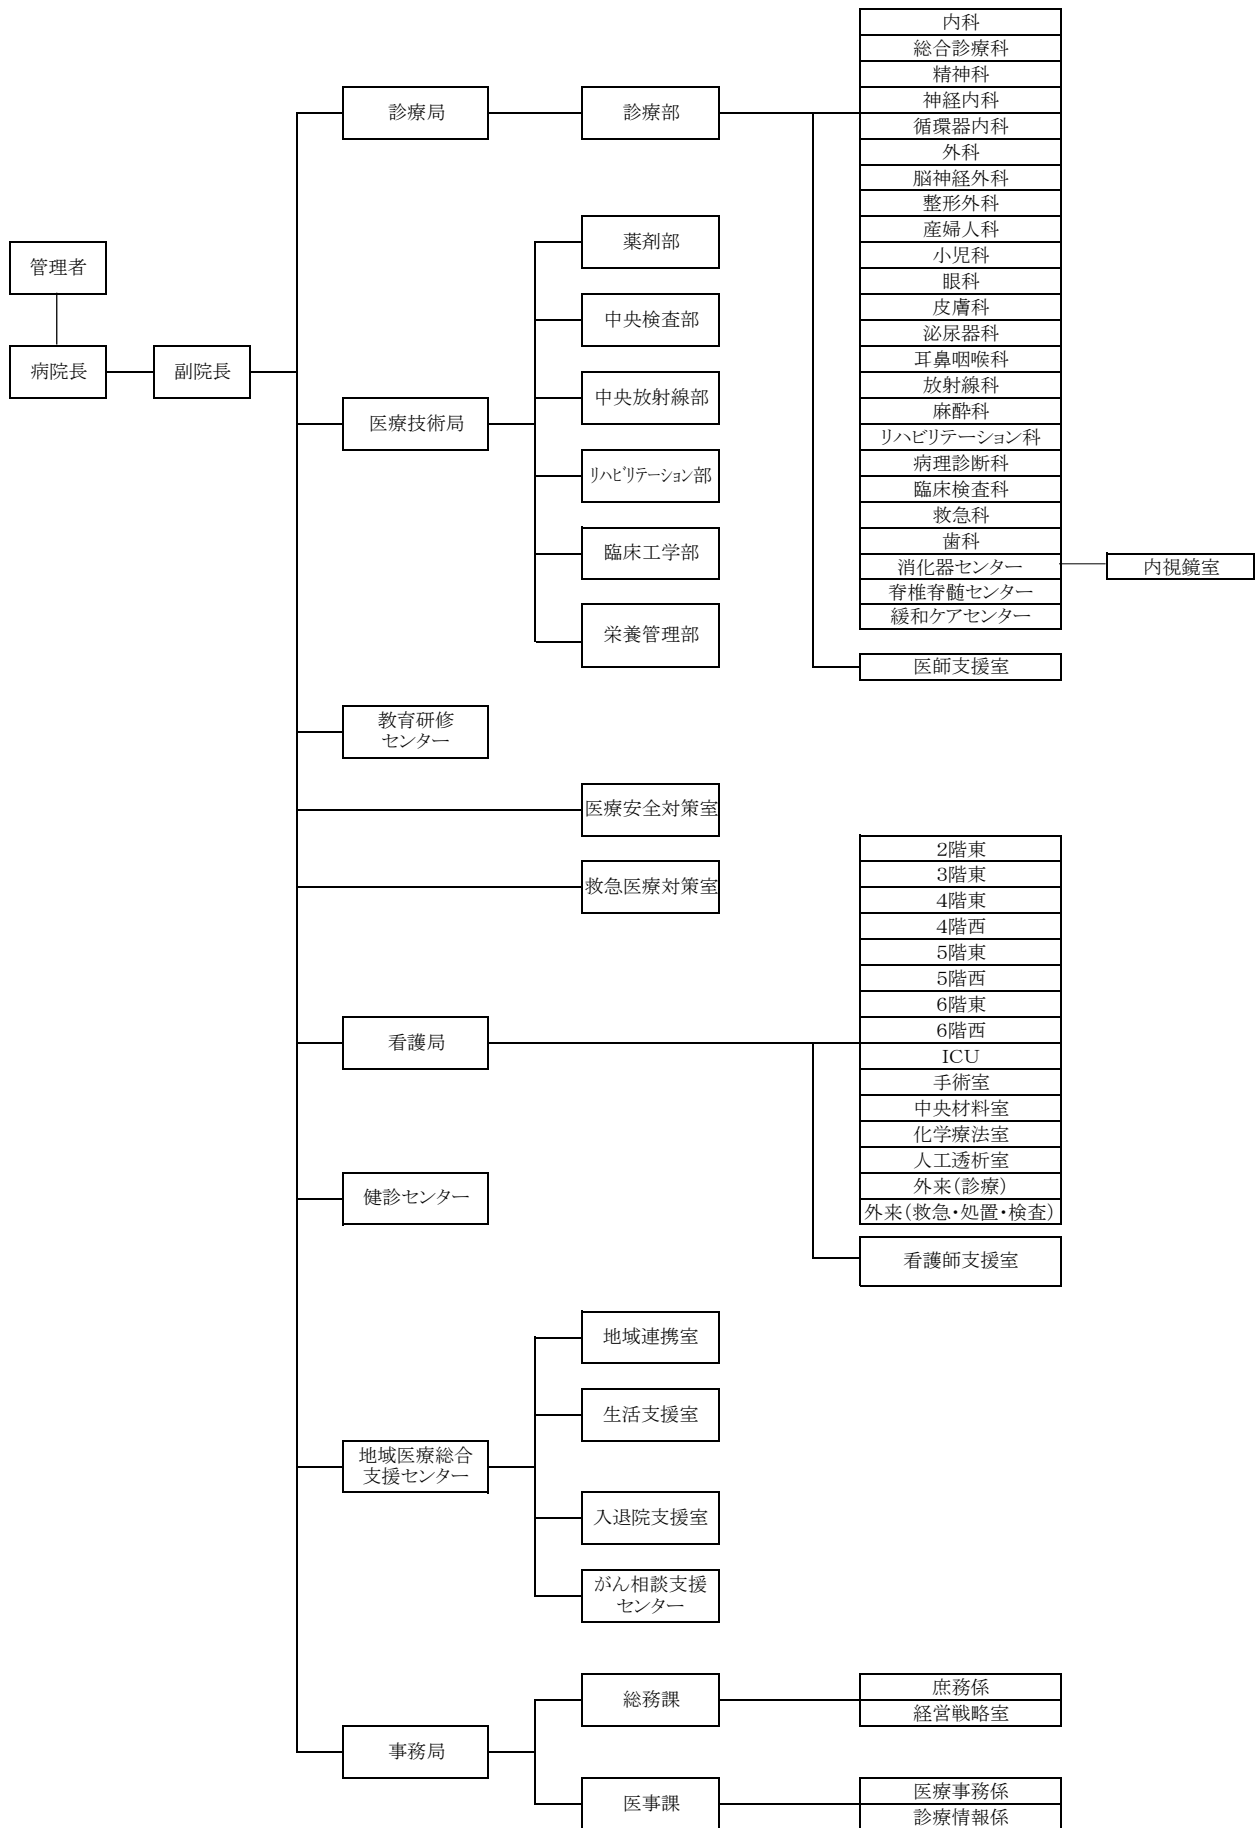 管理者
病院長
副院長
診療局
診療部
内科
総合診療科
精神科
神経内科
循環器内科
外科
脳神経外科
整形外科
産婦人科
小児科
眼科
皮膚科
泌尿器科
耳鼻咽喉科
放射線科
麻酔科
リハビリテーション科
病理診断科
臨床検査科
救急科
歯科
消化器センター
脊椎脊髄センター
緩和ケアセンター
内視鏡室
医師支援室
医療技術局
薬剤部
中央検査部
中央放射線部
リハビリテーション部
臨床工学部
栄養管理部
教育研修
センター
医療安全対策室
救急医療対策室
看護局
2階東
3階東
4階東
4階西
5階東
5階西
6階東
6階西
ICU
手術室
中央材料室
化学療法室
人工透析室
外来(診療)
外来(救急・処置・検査)
看護師支援室
健診センター
地域医療総合
支援センター
地域連携室
生活支援室
入退院支援室
がん相談支援
センター
事務局
総務課
庶務係
経営戦略室
医事課
医療事務係
診療情報係